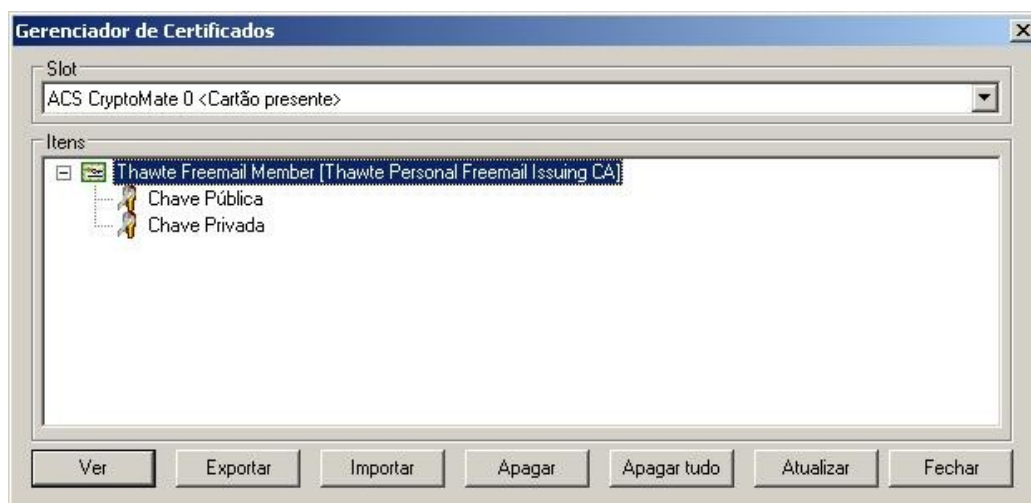 Gerenciador de Certificados
Slot
ACS CryptoMate 0 <Cartão presente>
Itens
Thawte Freemail Member [Thawte Personal Freemail Issuing CA]
Chave Pública
Chave Privada
Ver Exportar Importar Apagar Apagar tudo Atualizar Fechar